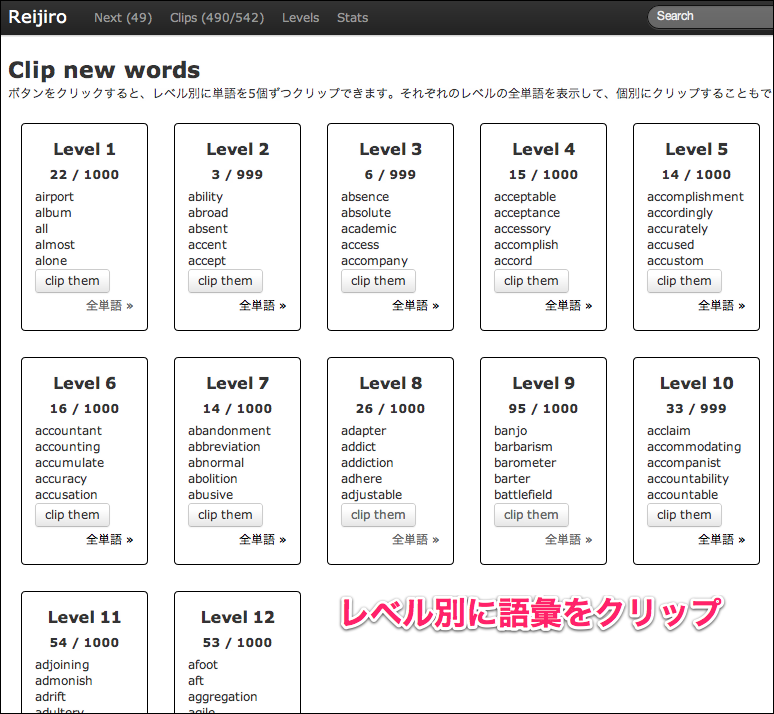 Reijiro Next (49) Clips (490/542) Levels Stats Search
Clip new words
ボタンをクリックすると、レベル別に単語を5個ずつクリップできます。それぞれのレベルの全単語を表示して、個別にクリップすることもで
Level 1
22 / 1000
airport
album
all
almost
alone
clip them
全単語 »
Level 2
3 / 999
ability
abroad
absent
accent
accept
clip them
全単語 »
Level 3
6 / 999
absence
absolute
academic
access
accompany
clip them
全単語 »
Level 4
15 / 1000
acceptable
acceptance
accessory
accomplish
accord
clip them
全単語 »
Level 5
14 / 1000
accomplishment
accordingly
accurately
accused
accustom
clip them
全単語 »
Level 6
16 / 1000
accountant
accounting
accumulate
accuracy
accusation
clip them
全単語 »
Level 7
14 / 1000
abandonment
abbreviation
abnormal
abolition
abusive
clip them
全単語 »
Level 8
26 / 1000
adapter
addict
addiction
adhere
adjustable
clip them
全単語 »
Level 9
95 / 1000
banjo
barbarism
barometer
barter
battlefield
clip them
全単語 »
Level 10
33 / 999
acclaim
accommodating
accompanist
accountability
accountable
clip them
全単語 »
Level 11
54 / 1000
adjoining
admonish
adrift
adultery
Level 12
53 / 1000
afoot
aft
aggregation
agile
レベル別に語彙をクリップ